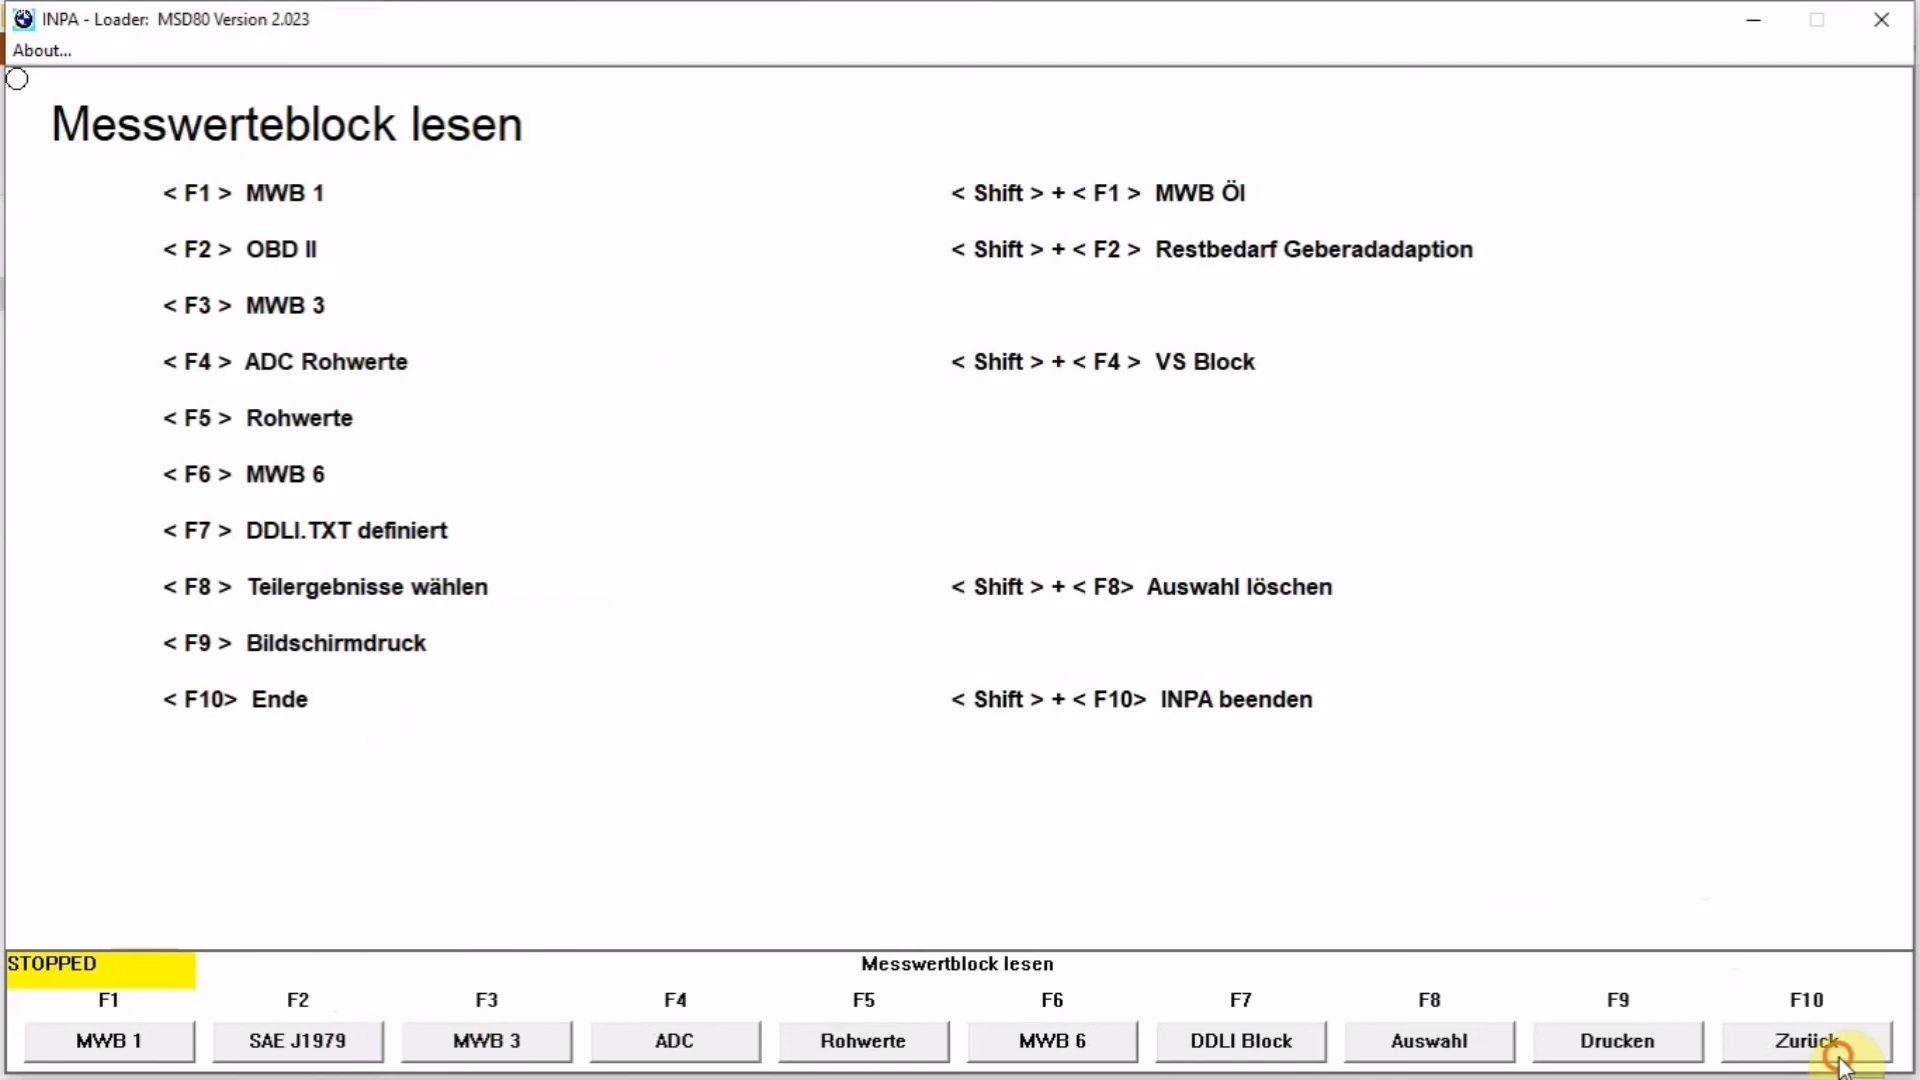 INPA - Loader: MSD80 Version 2.023
About...
Messwerteblock lesen
< F1 > MWB 1
< Shift > + < F1 > MWB Öl
< F2 > OBD II
< Shift > + < F2 > Restbedarf Geberadadaption
< F3 > MWB 3
< F4 > ADC Rohwerte
< Shift > + < F4 > VS Block
< F5 > Rohwerte
< F6 > MWB 6
< F7 > DDLI.TXT definiert
< F8 > Teilergebnisse wählen
< Shift > + < F8> Auswahl löschen
< F9 > Bildschirmdruck
< F10> Ende
< Shift > + < F10> INPA beenden
STOPPED
Messwertblock lesen
F1 F2 F3 F4 F5 F6 F7 F8 F9 F10
MWB 1 SAE J1979 MWB 3 ADC Rohwerte MWB 6 DDLI Block Auswahl Drucken Zurück